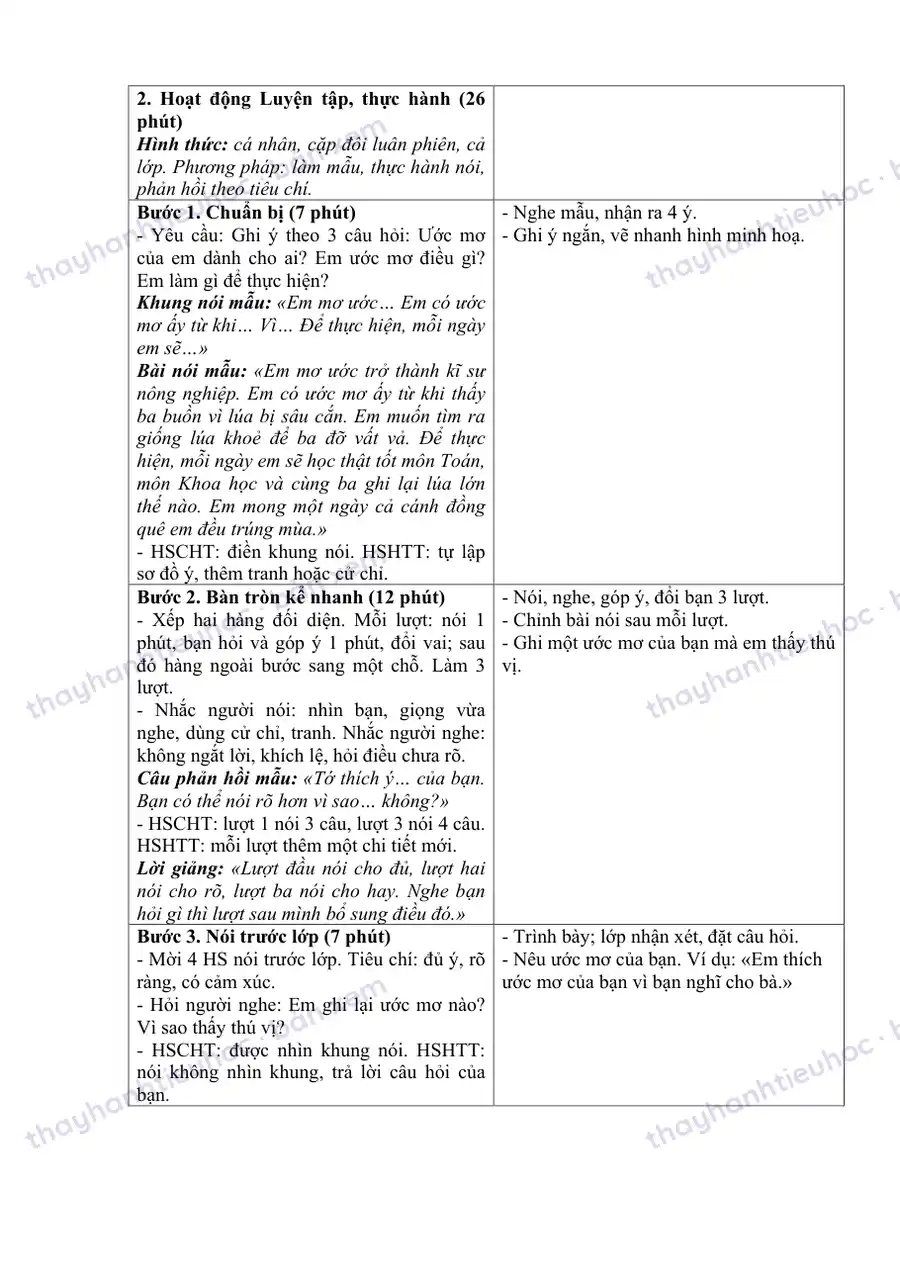 2. Hoạt động Luyện tập, thực hành (26
phút)
Hình thức: cá nhân, cặp đôi luân phiên, cả
lớp. Phương pháp: làm mẫu, thực hành nói,
phản hồi theo tiêu chí.
Bước 1. Chuẩn bị (7 phút)
- Yêu cầu: Ghi ý theo 3 câu hỏi: Ước mơ
của em dành cho ai? Em ước mơ điều gì?
Em làm gì để thực hiện?
Khung nói mẫu: «Em mơ ước… Em có ước
mơ ấy từ khi… Vì… Để thực hiện, mỗi ngày
em sẽ…»
Bài nói mẫu: «Em mơ ước trở thành kĩ sư
nông nghiệp. Em có ước mơ ấy từ khi thấy
ba buồn vì lúa bị sâu cắn. Em muốn tìm ra
giống lúa khoẻ để ba đỡ vất vả. Để thực
hiện, mỗi ngày em sẽ học thật tốt môn Toán,
môn Khoa học và cùng ba ghi lại lúa lớn
thế nào. Em mong một ngày cả cánh đồng
quê em đều trúng mùa.»
- HSCHT: điền khung nói. HSHTT: tự lập
sơ đồ ý, thêm tranh hoặc cử chỉ.
- Nghe mẫu, nhận ra 4 ý.
- Ghi ý ngắn, vẽ nhanh hình minh hoạ.
Bước 2. Bàn tròn kể nhanh (12 phút)
- Xếp hai hàng đối diện. Mỗi lượt: nói 1
phút, bạn hỏi và góp ý 1 phút, đổi vai; sau
đó hàng ngoài bước sang một chỗ. Làm 3
lượt.
- Nhắc người nói: nhìn bạn, giọng vừa
nghe, dùng cử chỉ, tranh. Nhắc người nghe:
không ngắt lời, khích lệ, hỏi điều chưa rõ.
Câu phản hồi mẫu: «Tớ thích ý… của bạn.
Bạn có thể nói rõ hơn vì sao… không?»
- HSCHT: lượt 1 nói 3 câu, lượt 3 nói 4 câu.
HSHTT: mỗi lượt thêm một chi tiết mới.
Lời giảng: «Lượt đầu nói cho đủ, lượt hai
nói cho rõ, lượt ba nói cho hay. Nghe bạn
hỏi gì thì lượt sau mình bổ sung điều đó.»
- Nói, nghe, góp ý, đổi bạn 3 lượt.
- Chỉnh bài nói sau mỗi lượt.
- Ghi một ước mơ của bạn mà em thấy thú
vị.
Bước 3. Nói trước lớp (7 phút)
- Mời 4 HS nói trước lớp. Tiêu chí: đủ ý, rõ
ràng, có cảm xúc.
- Hỏi người nghe: Em ghi lại ước mơ nào?
Vì sao thấy thú vị?
- HSCHT: được nhìn khung nói. HSHTT:
nói không nhìn khung, trả lời câu hỏi của
bạn.
- Trình bày; lớp nhận xét, đặt câu hỏi.
- Nêu ước mơ của bạn. Ví dụ: «Em thích
ước mơ của bạn vì bạn nghĩ cho bà.»
thayhanhtieuhoc · bản xem
thayhanhtieuhoc · b
thayhanhtieuhoc · bản xem
thayhanhtieuhoc · b
thayhanhtieuhoc · bản xem
thayhanhtieuhoc · b